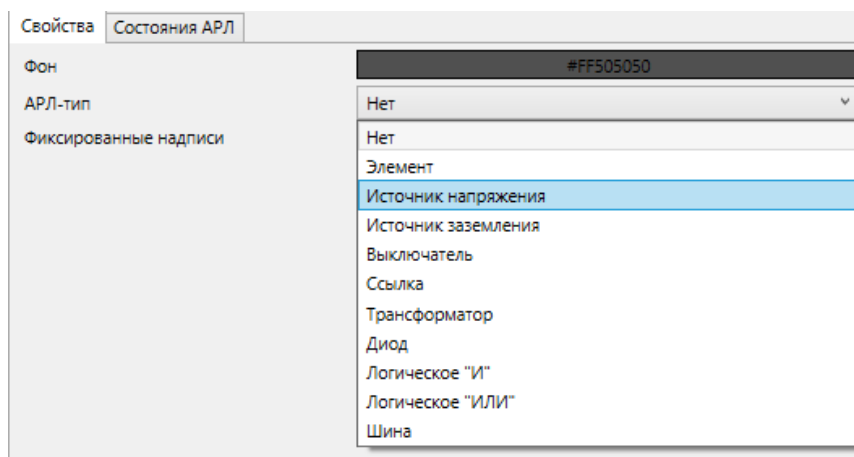 Свойства Состояния АРЛ
Фон #FF505050
АРЛ-тип Нет
Фиксированные надписи Нет
Элемент
Источник напряжения
Источник заземления
Выключатель
Ссылка
Трансформатор
Диод
Логическое "И"
Логическое "ИЛИ"
Шина